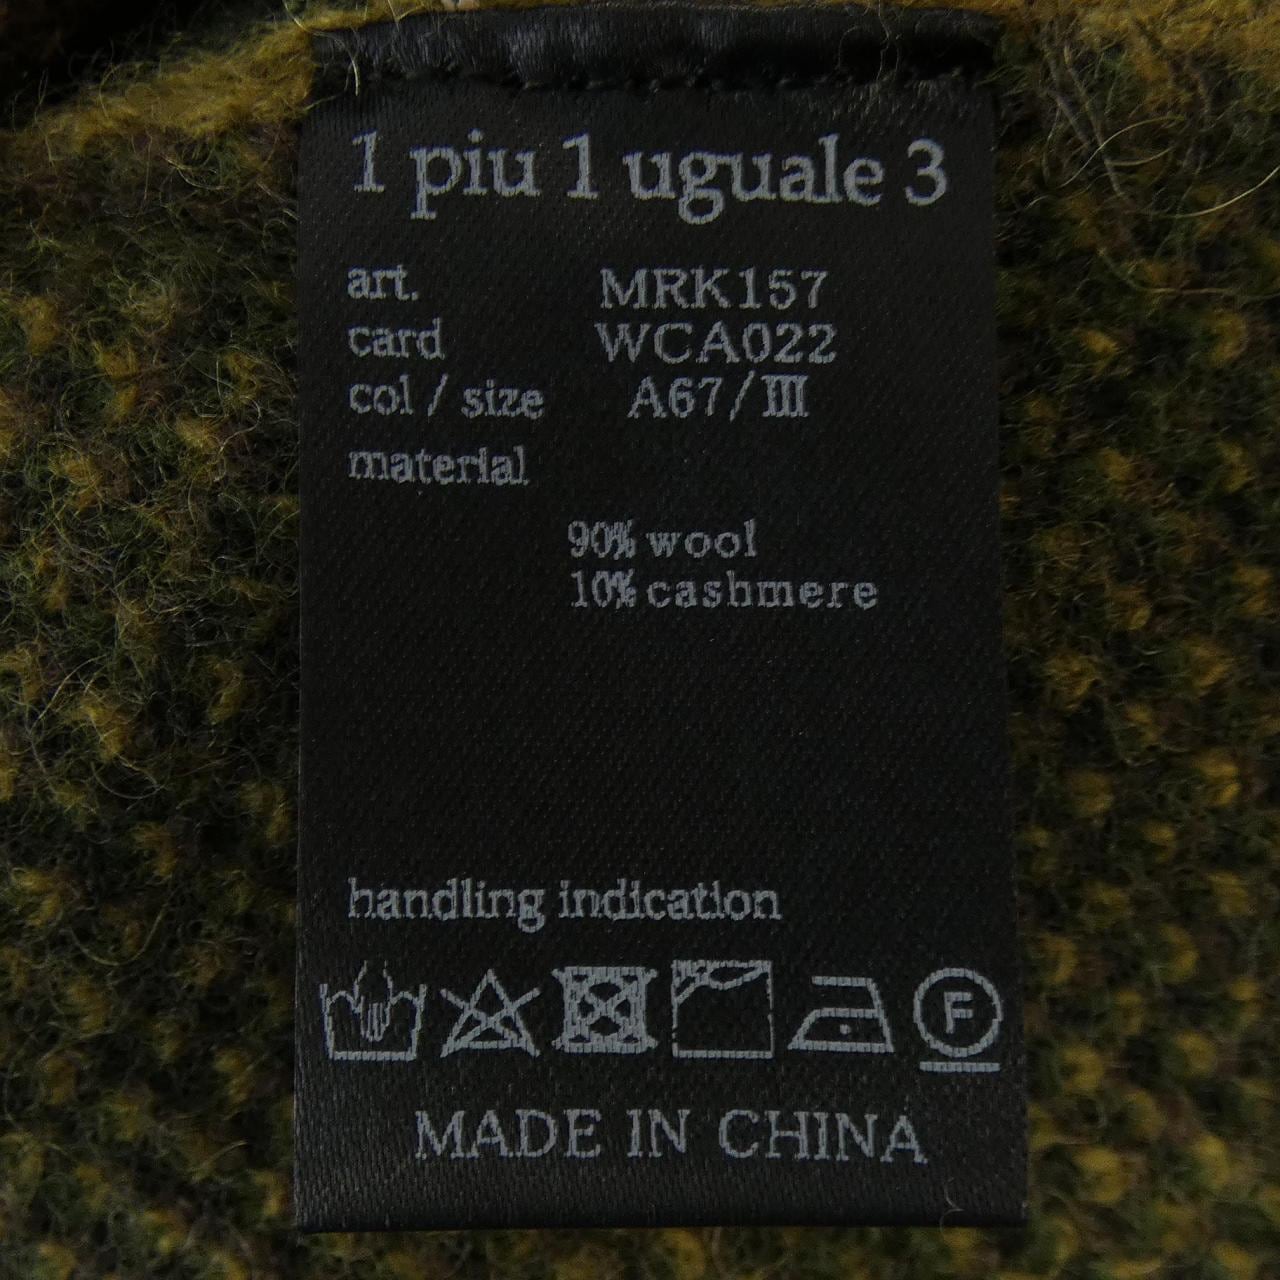 1 piu 1 uguale 3
art. MRK157
card WCA022
col / size A67/III
material
90% wool
10% cashmere
handling indication
F
MADE IN CHINA